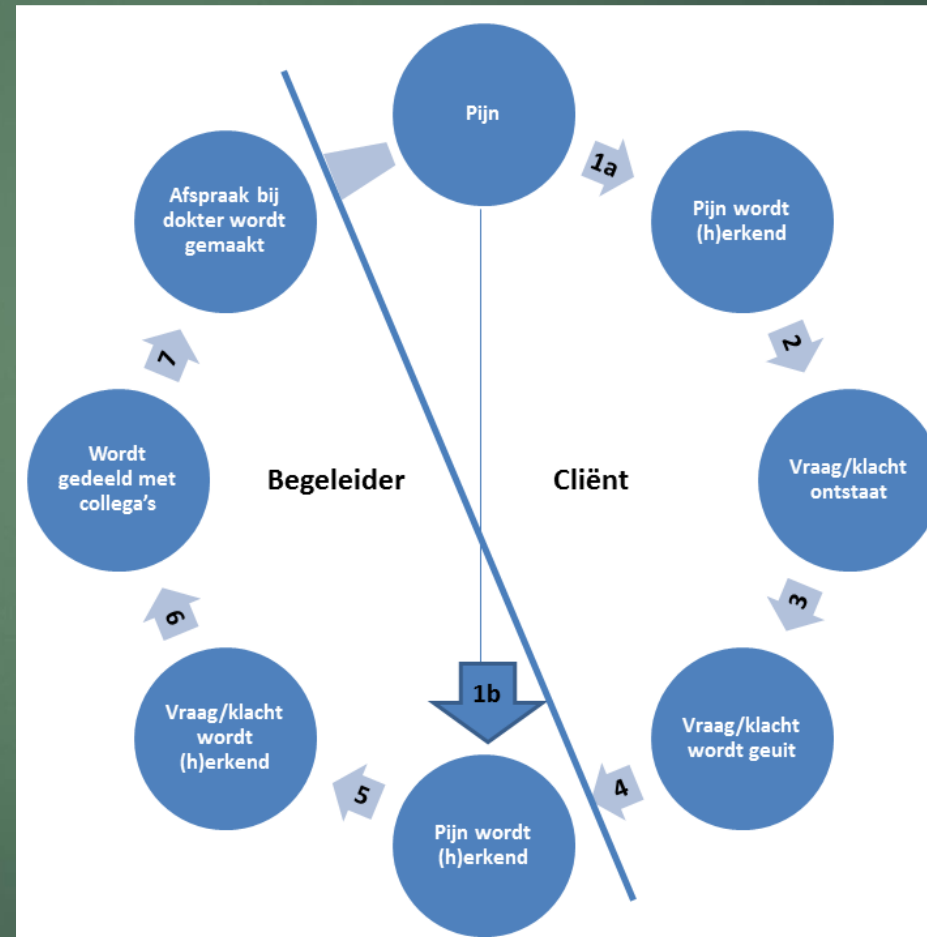 Pijn
1a
Pijn wordt
(h)erkend
2
Vraag/klacht
ontstaat
3
Vraag/klacht
wordt geuit
4
1b
Pijn wordt
(h)erkend
5
Vraag/klacht
wordt
(h)erkend
6
Wordt
gedeeld met
collega's
7
Afspraak bij
dokter wordt
gemaakt
Begeleider
Cliënt